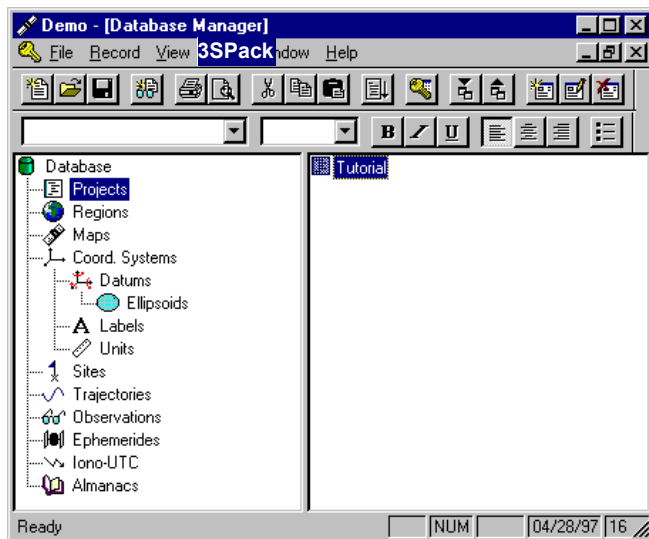 Demo - [Database Manager]
File Record View 3SPack ndow Help
B I U
Database
Projects
Regions
Maps
Coord. Systems
Datums
Ellipsoids
A Labels
Units
Sites
Trajectories
Observations
Ephemerides
Iono-UTC
Almanacs
Tutorial
Ready NUM 04/28/97 16